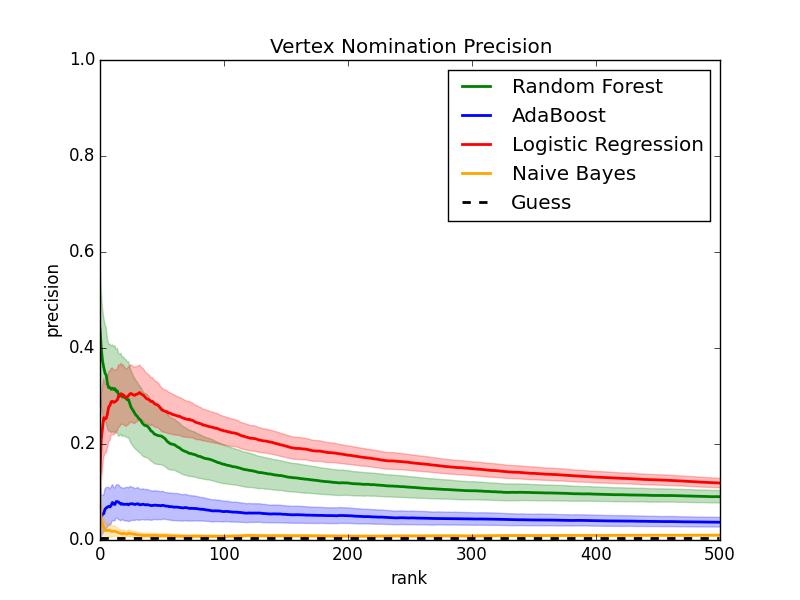 Vertex Nomination Precision
1.0
0.8
0.6
0.4
0.2
0.0
precision
Random Forest
AdaBoost
Logistic Regression
Naive Bayes
Guess
0 100 200 300 400 500
rank